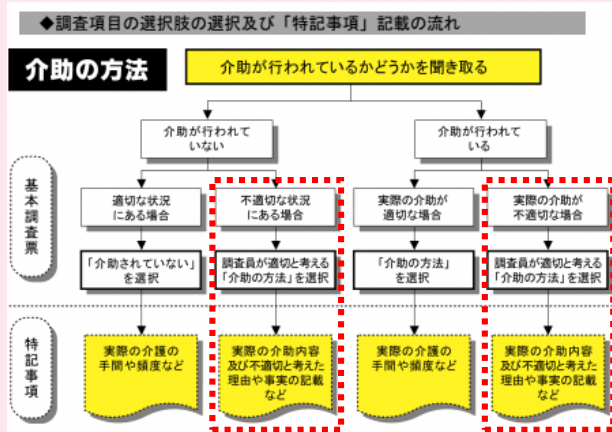 ◆調査項目の選択肢の選択及び「特記事項」記載の流れ
介助の方法
介助が行われているかどうかを聞き取る
介助が行われて
いない
介助が行われて
いる
基本調査票
適切な状況
にある場合
不適切な状況
にある場合
実際の介助が
適切な場合
実際の介助が
不適切な場合
「介助されていない」
を選択
調査員が適切と考える
「介助の方法」を選択
「介助の方法」
を選択
調査員が適切と考える
「介助の方法」を選択
特記事項
実際の介護の
手間や頻度など
実際の介助内容
及び不適切と考えた
理由や事実の記載
など
実際の介護の
手間や頻度など
実際の介助内容
及び不適切と考えた
理由や事実の記載
など